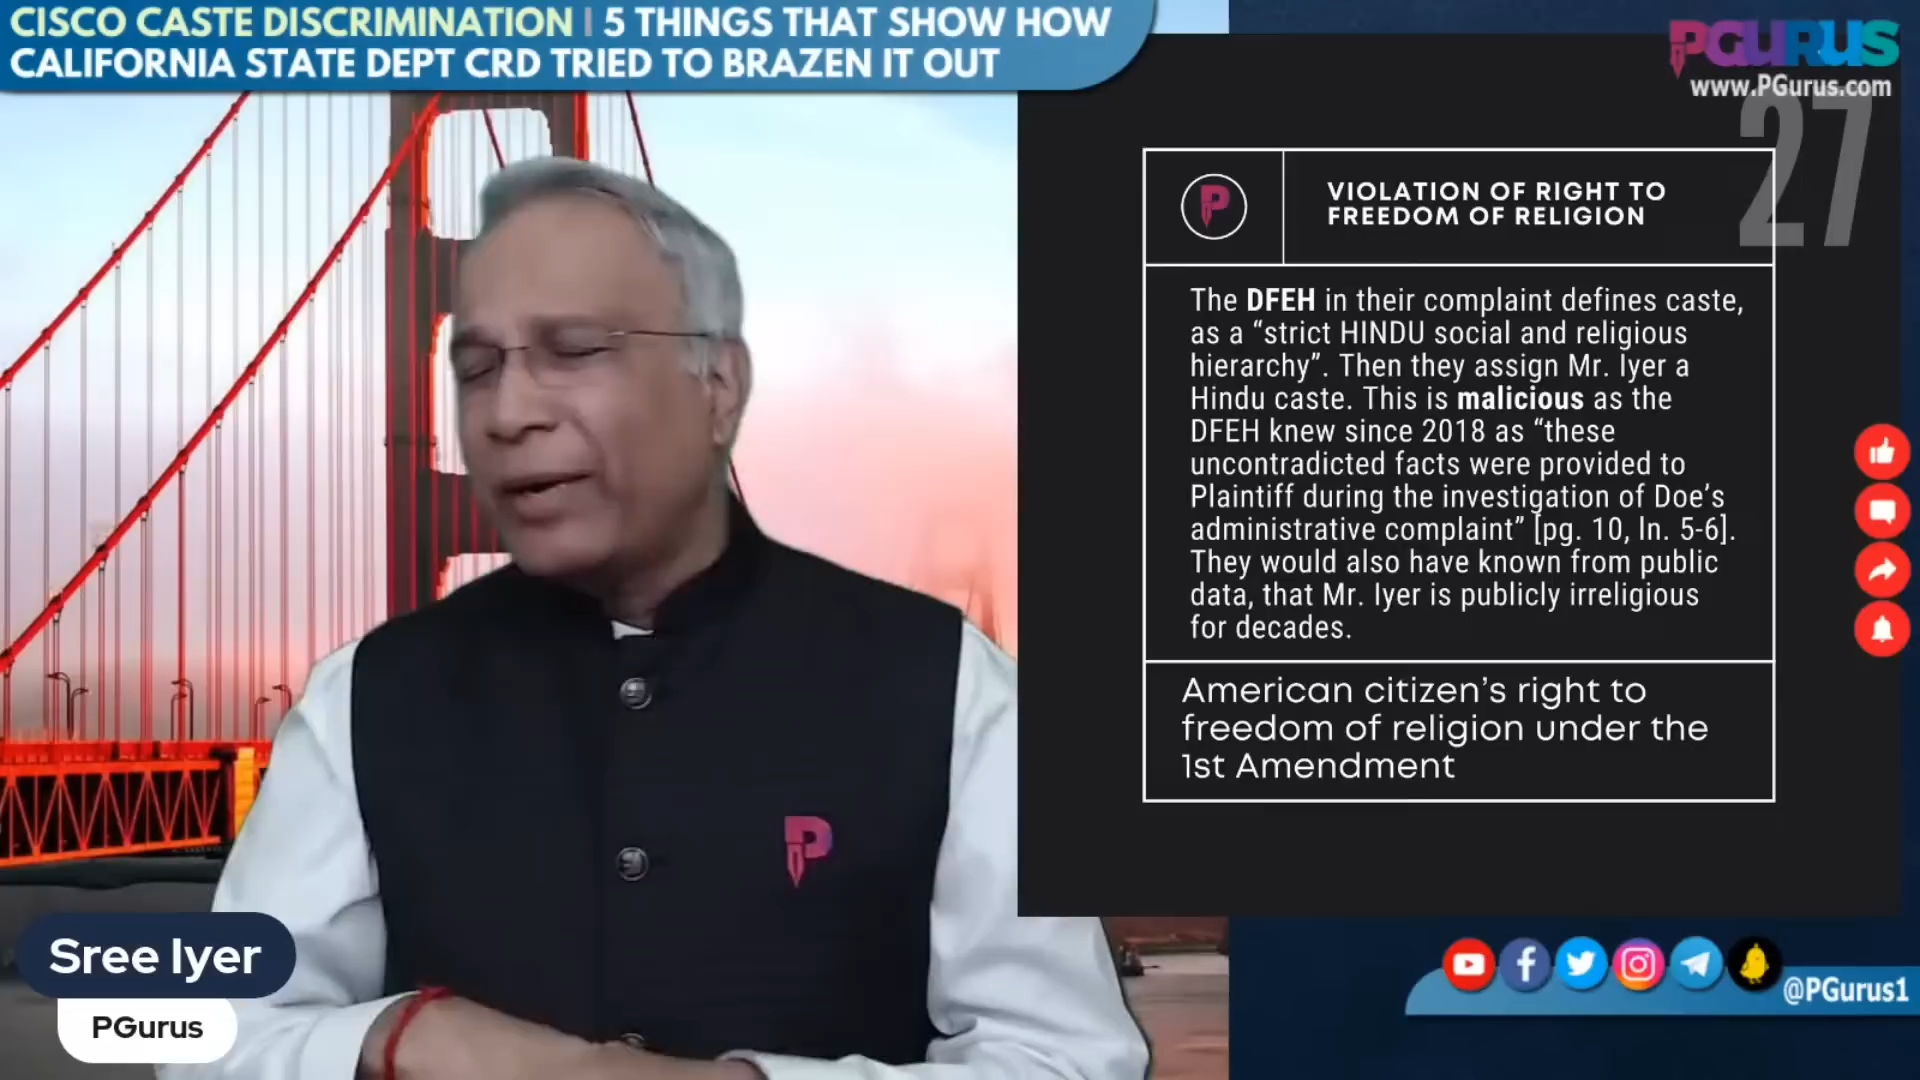 CISCO CASTE DISCRIMINATION | 5 THINGS THAT SHOW HOW
CALIFORNIA STATE DEPT CRD TRIED TO BRAZEN IT OUT
PGURUS
www.PGurus.com
27
VIOLATION OF RIGHT TO
FREEDOM OF RELIGION
The DFEH in their complaint defines caste,
as a “strict HINDU social and religious
hierarchy”. Then they assign Mr. Iyer a
Hindu caste. This is malicious as the
DFEH knew since 2018 as “these
uncontradicted facts were provided to
Plaintiff during the investigation of Doe’s
administrative complaint” [pg. 10, ln. 5-6].
They would also have known from public
data, that Mr. Iyer is publicly irreligious
for decades.
American citizen’s right to
freedom of religion under the
1st Amendment
Sree Iyer
PGurus
@PGurus1